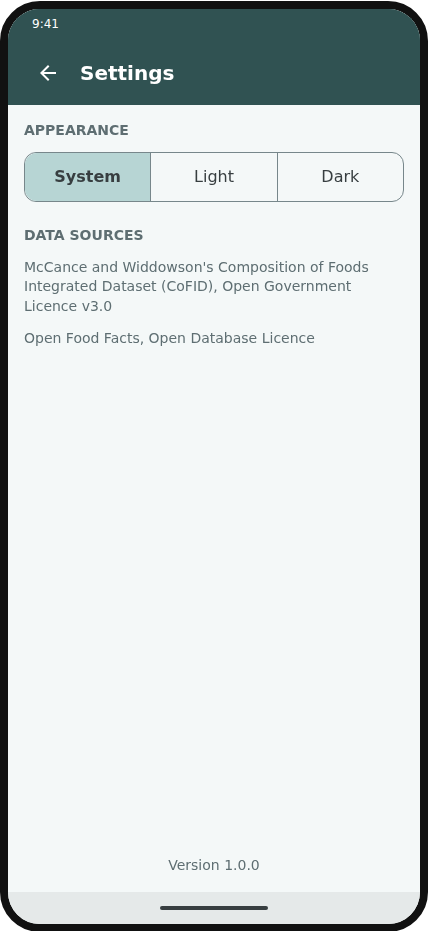 9:41
Settings
APPEARANCE
System Light Dark
DATA SOURCES
McCance and Widdowson's Composition of Foods
Integrated Dataset (CoFID), Open Government
Licence v3.0
Open Food Facts, Open Database Licence
Version 1.0.0